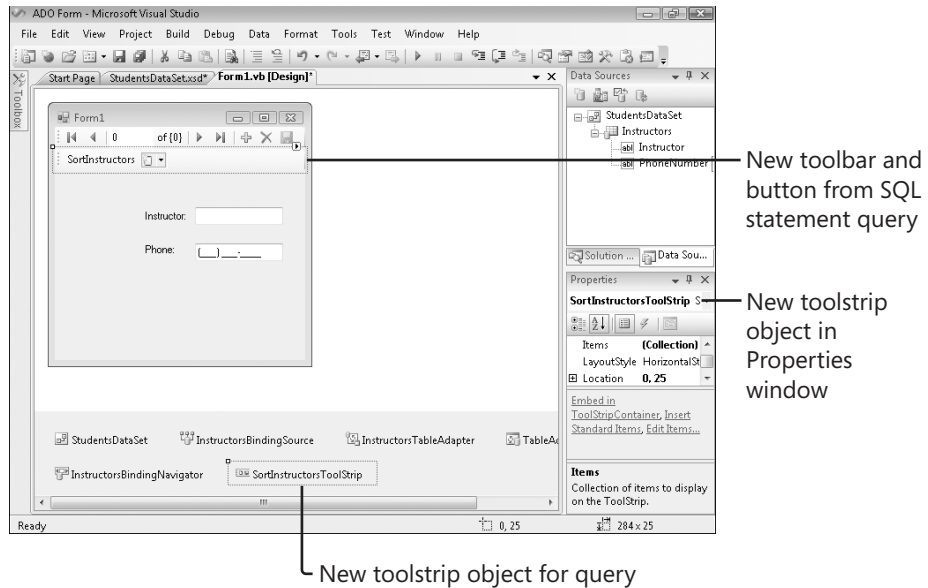 ADO Form - Microsoft Visual Studio
File Edit View Project Build Debug Data Format Tools Test Window Help
Toolbox
Start Page StudentsDataSet.xsd* Form1.vb [Design]*
Form1
0 of {0}
SortInstructors
Instructor:
Phone:
(___)___-____
Data Sources
StudentsDataSet
Instructors
Instructor
PhoneNumber
Solution ... Data Sou...
Properties
SortInstructorsToolStrip S
Items (Collection)
LayoutStyle HorizontalSt
Location 0, 25
Embed in
ToolStripContainer, Insert
Standard Items, Edit Items...
Items
Collection of items to display
on the ToolStrip.
StudentsDataSet InstructorsBindingSource InstructorsTableAdapter TableAd
InstructorsBindingNavigator SortInstructorsToolStrip
Ready 0, 25 284 x 25
New toolbar and
button from SQL
statement query
New toolstrip
object in
Properties
window
New toolstrip object for query